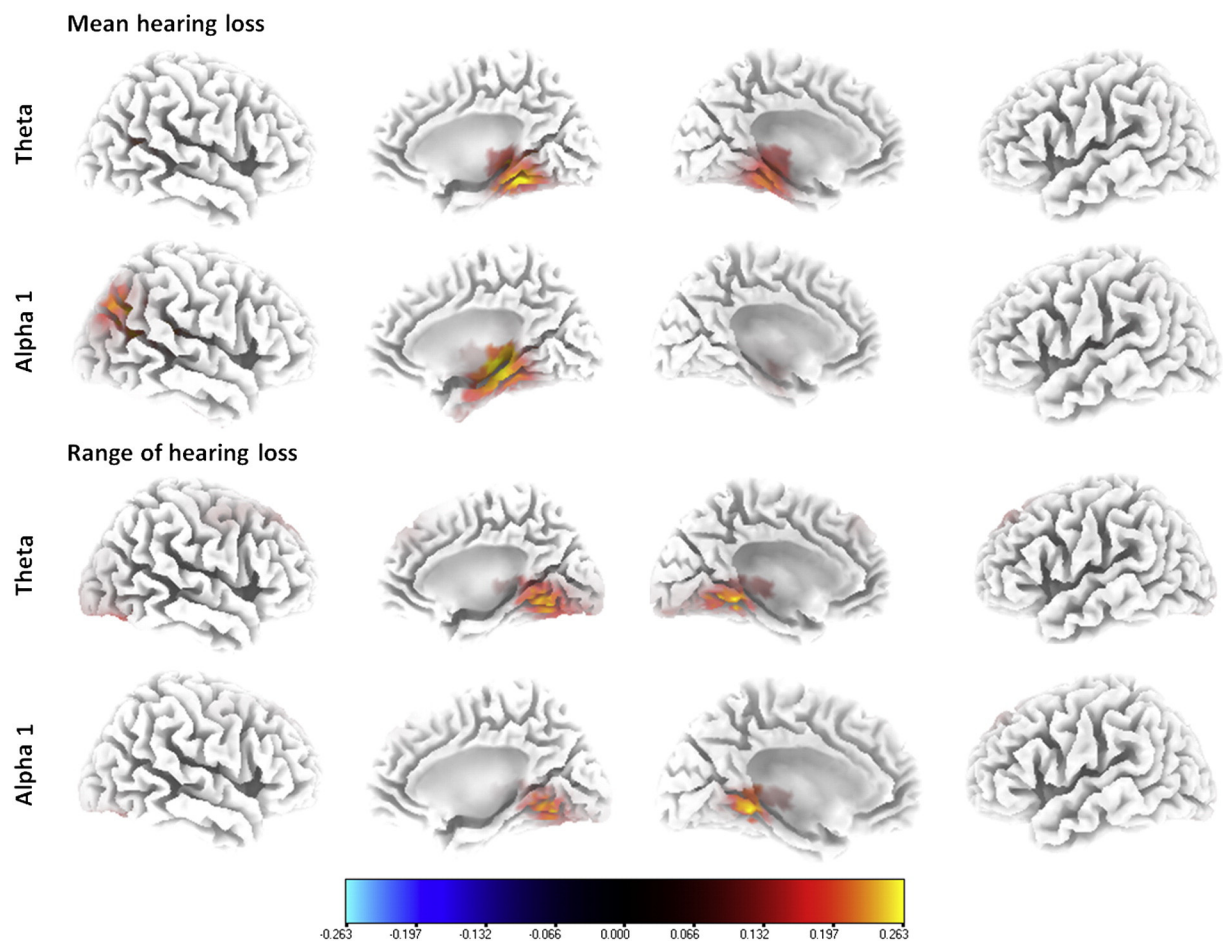 Mean hearing loss
Theta
Alpha 1
Range of hearing loss
Theta
Alpha 1
-0.263 -0.197 -0.132 -0.066 0.000 0.066 0.132 0.197 0.263